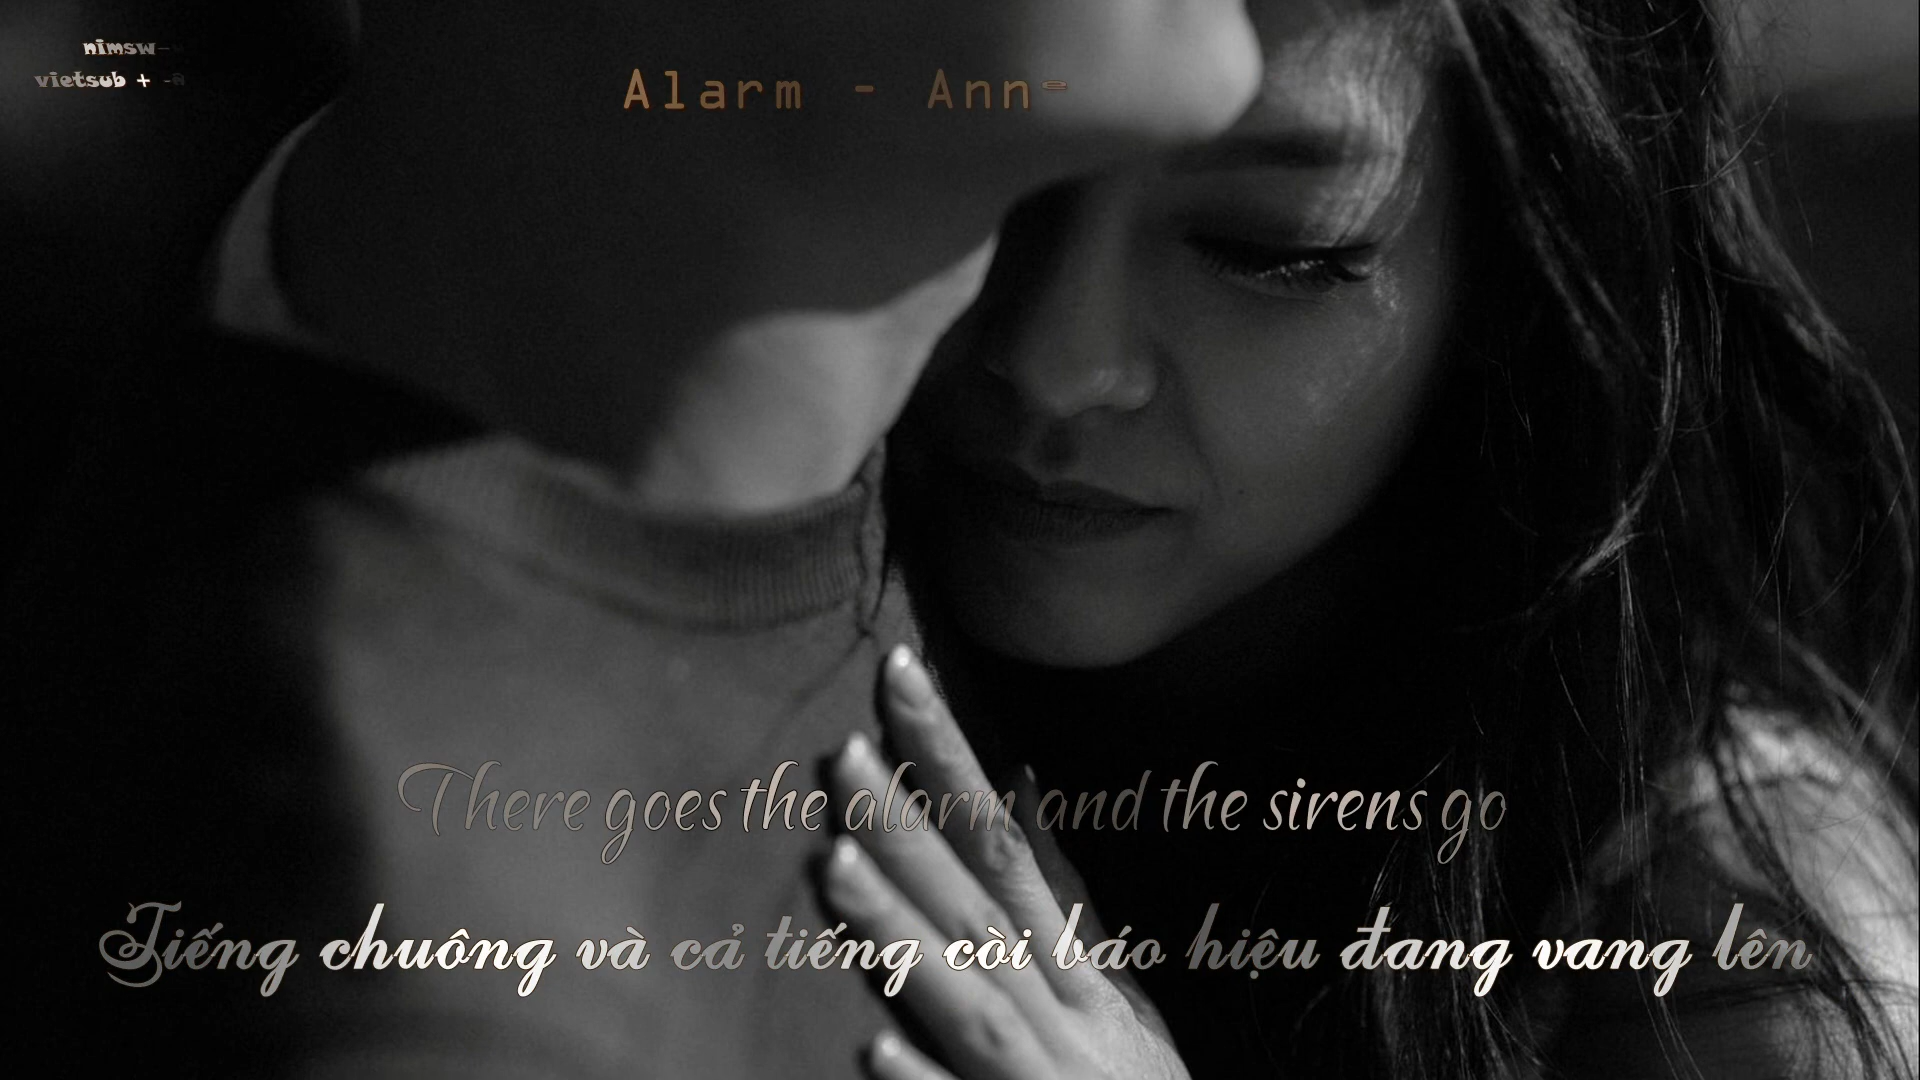 nimsw
vietsub +
Alarm - Ann
There goes the alarm and the sirens go
Tiếng chuông và cả tiếng còi báo hiệu đang vang lên